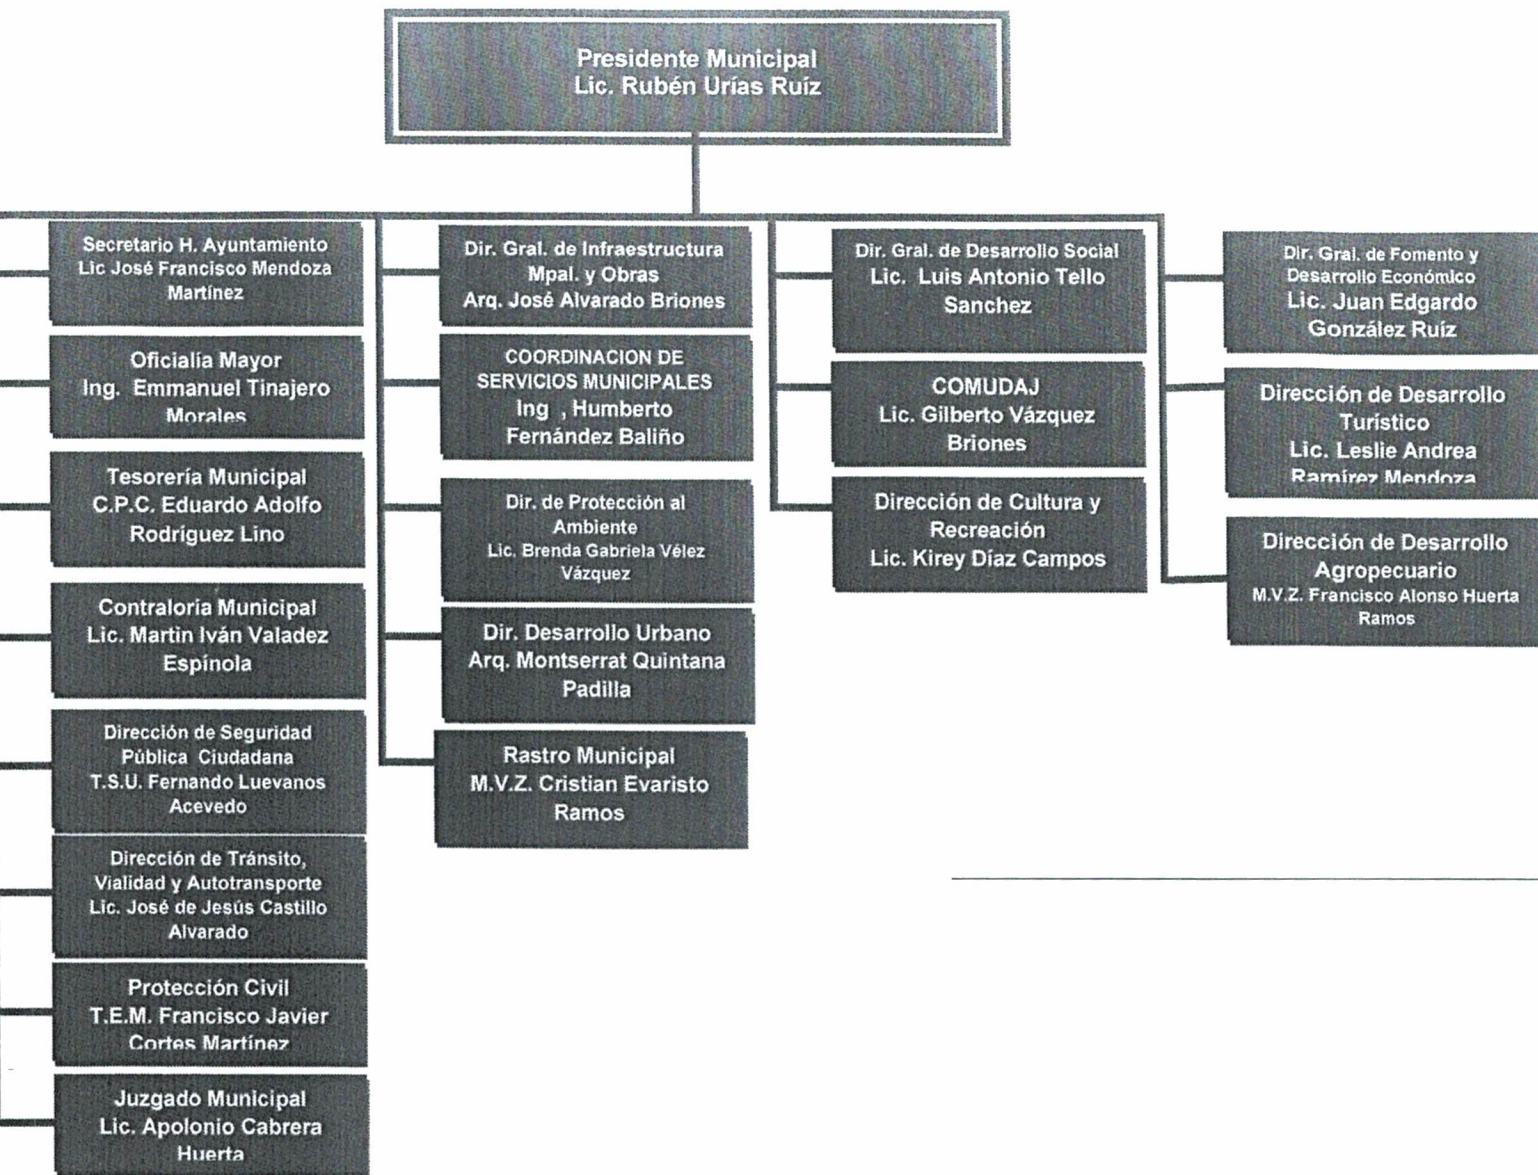 Presidente Municipal
Lic. Rubén Urías Ruíz
Secretario H. Ayuntamiento
Lic José Francisco Mendoza
Martínez
Oficialía Mayor
Ing. Emmanuel Tinajero
Morales
Tesorería Municipal
C.P.C. Eduardo Adolfo
Rodríguez Lino
Contraloría Municipal
Lic. Martin Iván Valadez
Espínola
Dirección de Seguridad
Pública Ciudadana
T.S.U. Fernando Luevanos
Acevedo
Dirección de Tránsito,
Vialidad y Autotransporte
Lic. José de Jesús Castillo
Alvarado
Protección Civil
T.E.M. Francisco Javier
Cortes Martínez
Juzgado Municipal
Lic. Apolonio Cabrera
Huerta
Dir. Gral. de Infraestructura
Mpal. y Obras
Arq. José Alvarado Briones
COORDINACION DE
SERVICIOS MUNICIPALES
Ing , Humberto
Fernández Baliño
Dir. de Protección al
Ambiente
Lic. Brenda Gabriela Vélez
Vázquez
Dir. Desarrollo Urbano
Arq. Montserrat Quintana
Padilla
Rastro Municipal
M.V.Z. Cristian Evaristo
Ramos
Dir. Gral. de Desarrollo Social
Lic. Luis Antonio Tello
Sanchez
COMUDAJ
Lic. Gilberto Vázquez
Briones
Dirección de Cultura y
Recreación
Lic. Kirey Díaz Campos
Dir. Gral. de Fomento y
Desarrollo Económico
Lic. Juan Edgardo
González Ruíz
Dirección de Desarrollo
Turístico
Lic. Leslie Andrea
Ramírez Mendoza
Dirección de Desarrollo
Agropecuario
M.V.Z. Francisco Alonso Huerta
Ramos